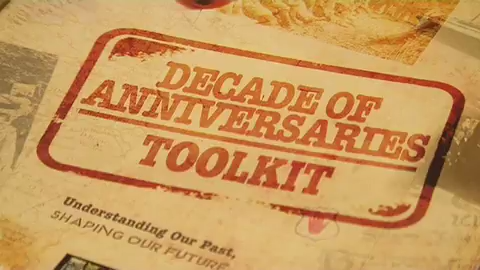 DECADE OF
ANNIVERSARIES
TOOLKIT
Understanding Our Past,
SHAPING OUR FUTURE